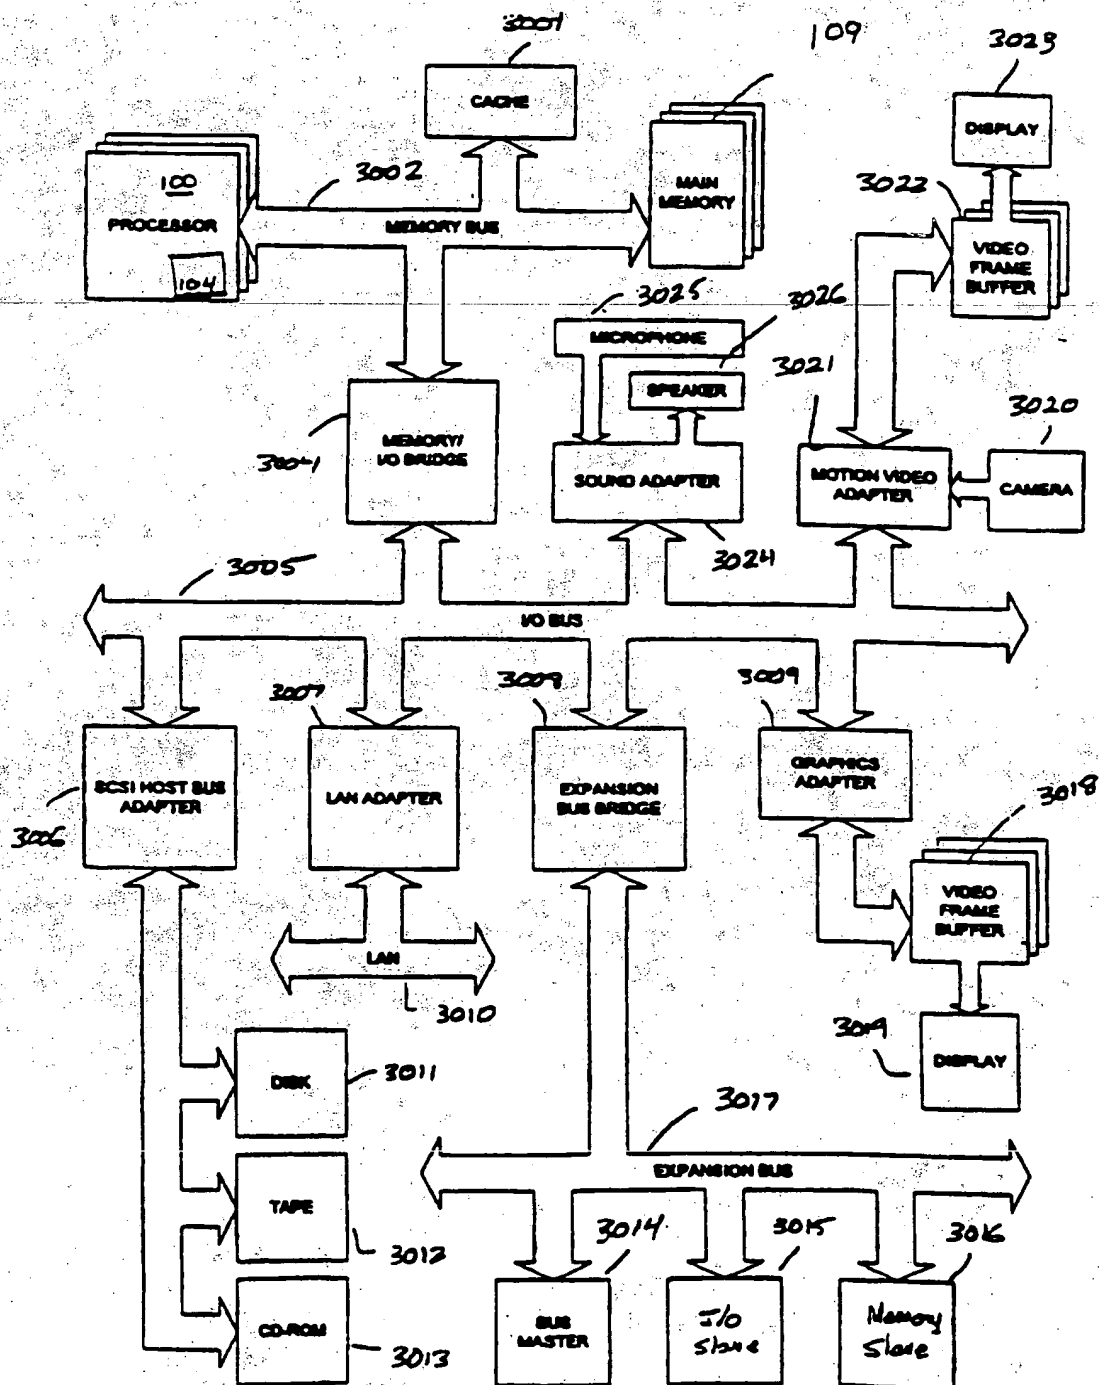 3001
109
3023
CACHE
DISPLAY
100
3002
MAIN
MEMORY
3022
PROCESSOR
MEMORY BUS
VIDEO
FRAME
BUFFER
104
3025
3026
MICROPHONE
3021
SPEAKER
3020
MEMORY/
I/O BRIDGE
3004
SOUND ADAPTER
MOTION VIDEO
ADAPTER
CAMERA
3005
3024
I/O BUS
3007
3008
3009
SCSI HOST BUS
ADAPTER
LAN ADAPTER
EXPANSION
BUS BRIDGE
GRAPHICS
ADAPTER
3018
3006
VIDEO
FRAME
BUFFER
LAN
3010
3019
DISK
3011
DISPLAY
3017
EXPANSION BUS
TAPE
3012
3014
3015
3016
CD-ROM
3013
BUS
MASTER
I/O
Slave
Memory
Slave